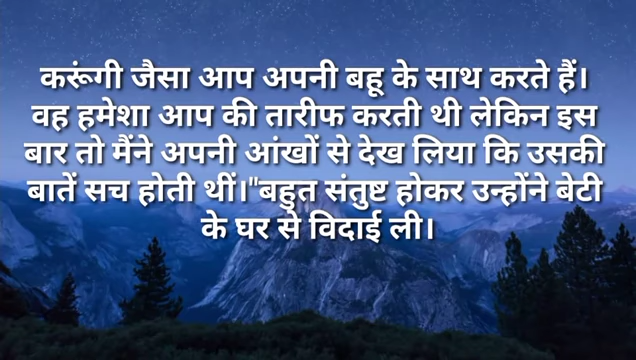 करूंगी जैसा आप अपनी बहू के साथ करते हैं।
वह हमेशा आप की तारीफ करती थी लेकिन इस
बार तो मैंने अपनी आंखों से देख लिया कि उसकी
बातें सच होती थीं।"बहुत संतुष्ट होकर उन्होंने बेटी
के घर से विदाई ली।